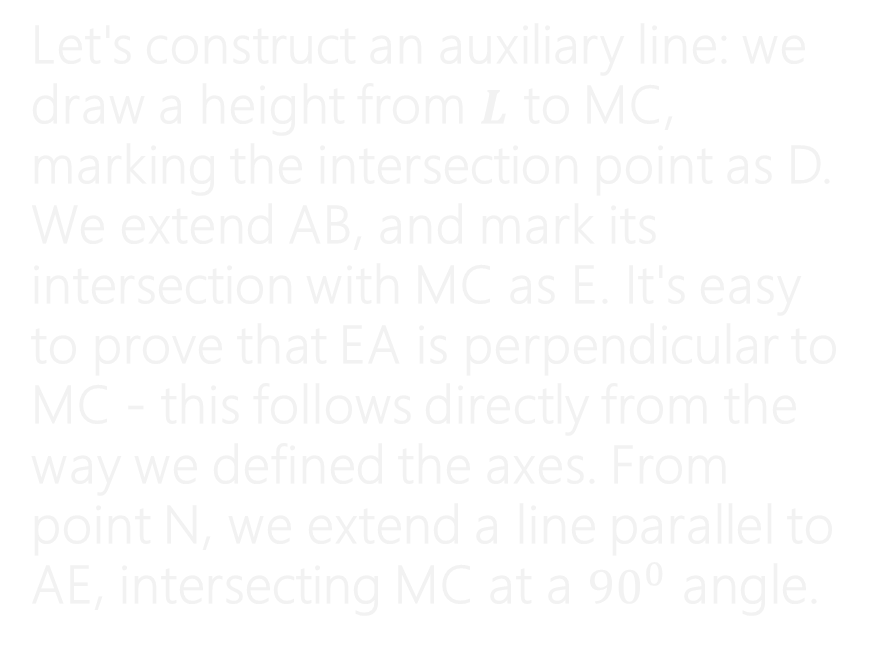 Let's construct an auxiliary line: we
draw a height from L to MC,
marking the intersection point as D.
We extend AB, and mark its
intersection with MC as E. It's easy
to prove that EA is perpendicular to
MC - this follows directly from the
way we defined the axes. From
point N, we extend a line parallel to
AE, intersecting MC at a 90⁰ angle.